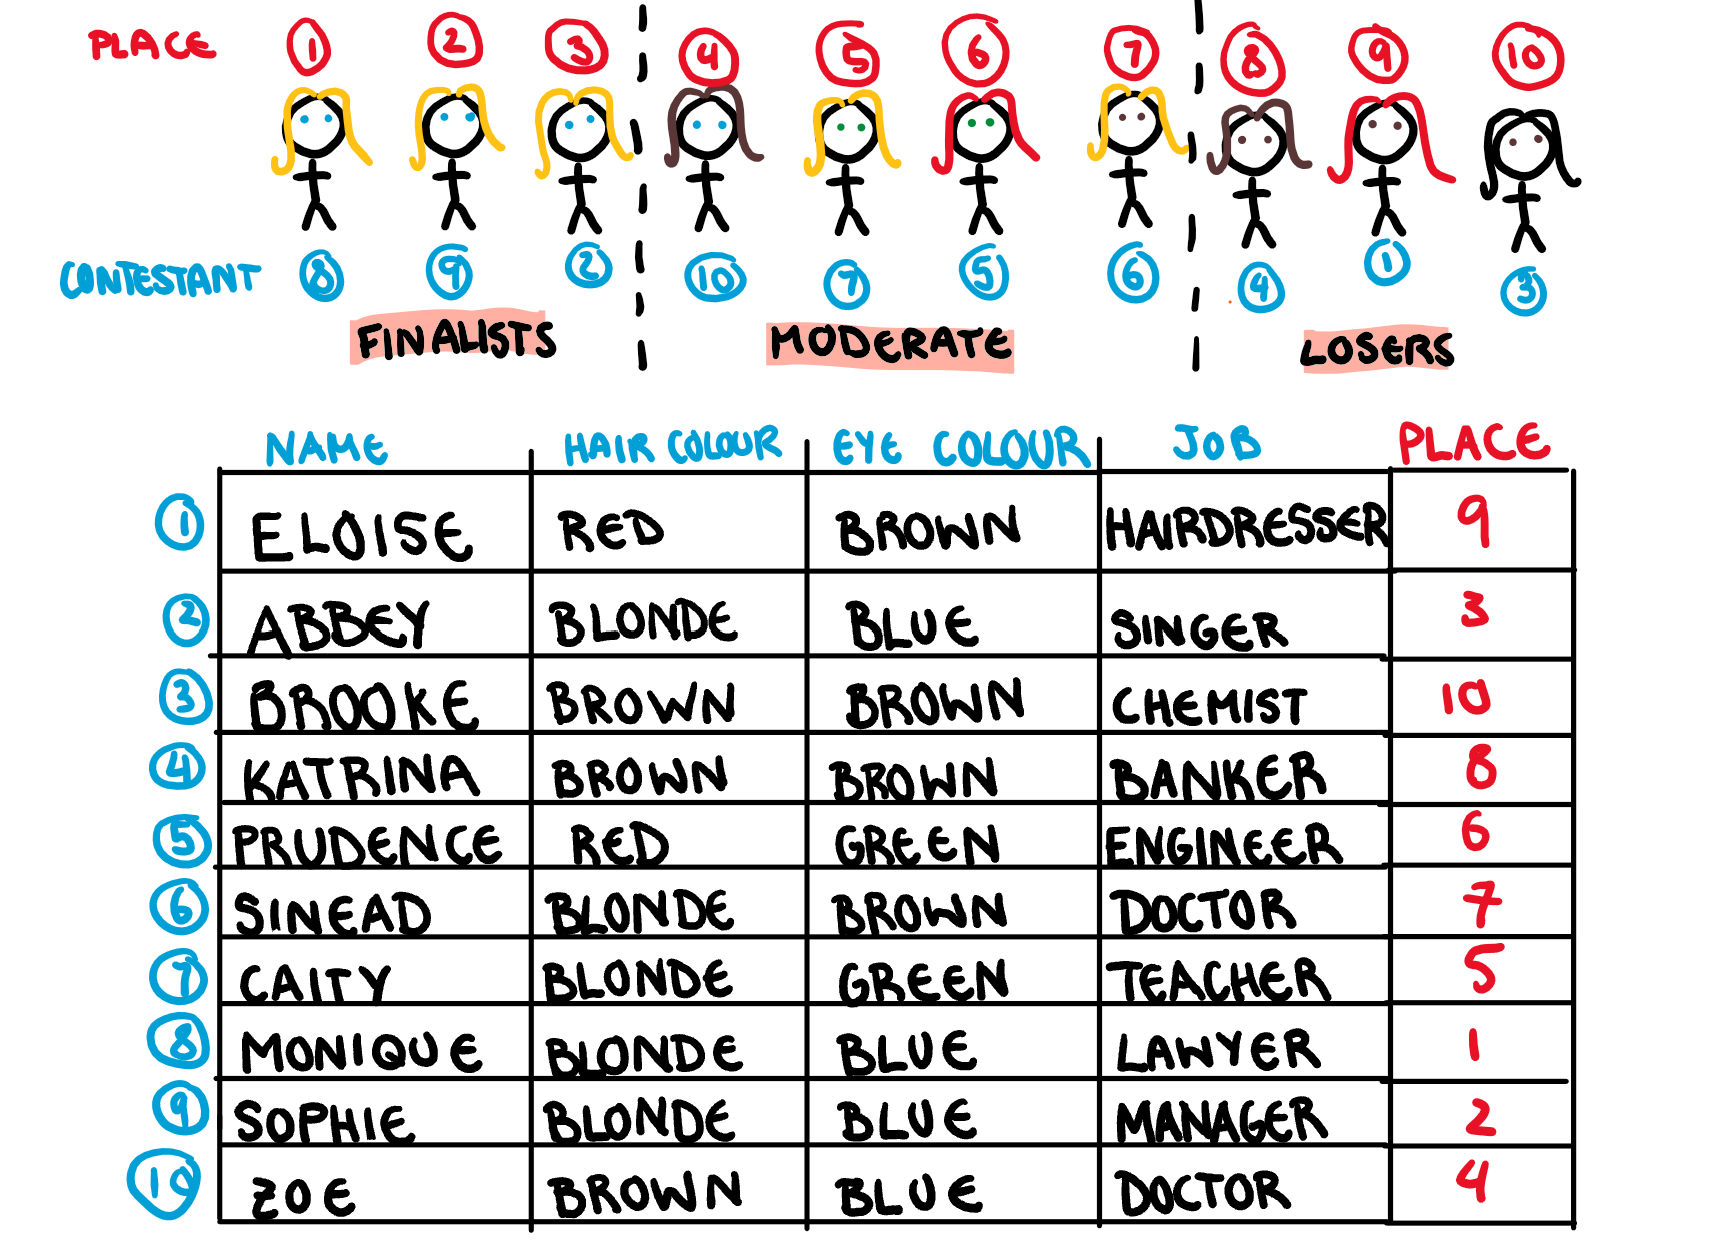 PLACE 1 2 3 4 5 6 7 8 9 10
CONTESTANT 8 9 2 10 7 5 6 4 1 3
FINALISTS MODERATE LOSERS
NAME HAIR COLOUR EYE COLOUR JOB PLACE
1 ELOISE RED BROWN HAIRDRESSER 9
2 ABBEY BLONDE BLUE SINGER 3
3 BROOKE BROWN BROWN CHEMIST 10
4 KATRINA BROWN BROWN BANKER 8
5 PRUDENCE RED GREEN ENGINEER 6
6 SINEAD BLONDE BROWN DOCTOR 7
7 CAITY BLONDE GREEN TEACHER 5
8 MONIQUE BLONDE BLUE LAWYER 1
9 SOPHIE BLONDE BLUE MANAGER 2
10 ZOE BROWN BLUE DOCTOR 4